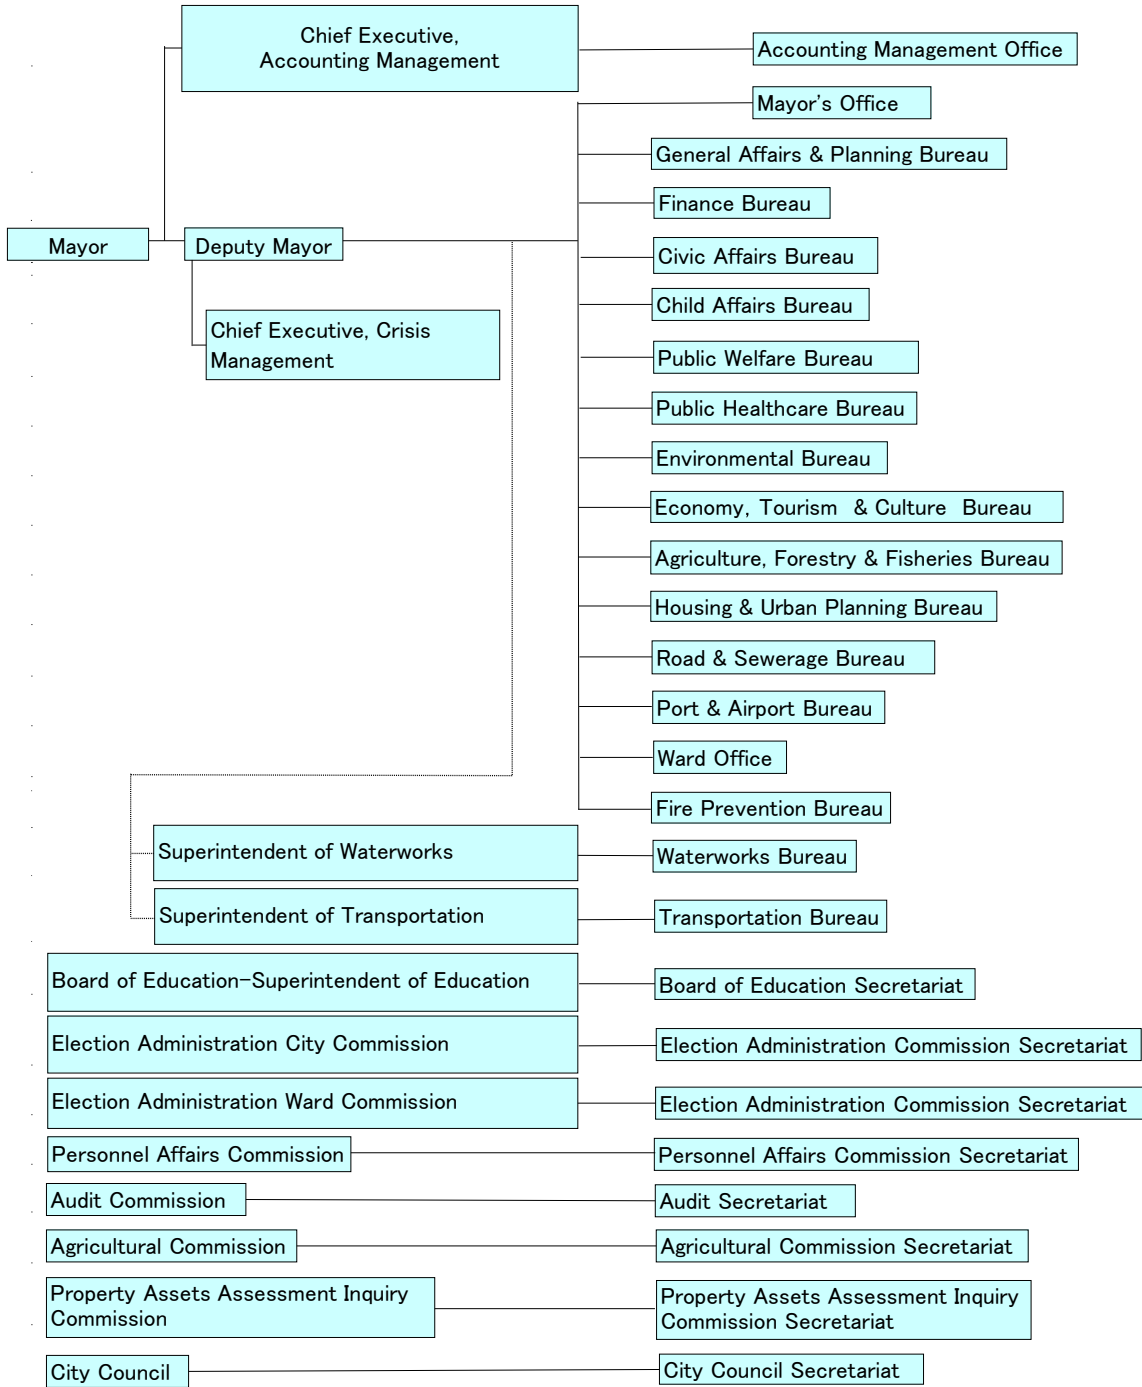 Chief Executive,
Accounting Management
Accounting Management Office
Mayor's Office
General Affairs & Planning Bureau
Finance Bureau
Mayor
Deputy Mayor
Civic Affairs Bureau
Child Affairs Bureau
Chief Executive, Crisis
Management
Public Welfare Bureau
Public Healthcare Bureau
Environmental Bureau
Economy, Tourism & Culture Bureau
Agriculture, Forestry & Fisheries Bureau
Housing & Urban Planning Bureau
Road & Sewerage Bureau
Port & Airport Bureau
Ward Office
Fire Prevention Bureau
Superintendent of Waterworks
Waterworks Bureau
Superintendent of Transportation
Transportation Bureau
Board of Education-Superintendent of Education
Board of Education Secretariat
Election Administration City Commission
Election Administration Commission Secretariat
Election Administration Ward Commission
Election Administration Commission Secretariat
Personnel Affairs Commission
Personnel Affairs Commission Secretariat
Audit Commission
Audit Secretariat
Agricultural Commission
Agricultural Commission Secretariat
Property Assets Assessment Inquiry
Commission
Property Assets Assessment Inquiry
Commission Secretariat
City Council
City Council Secretariat